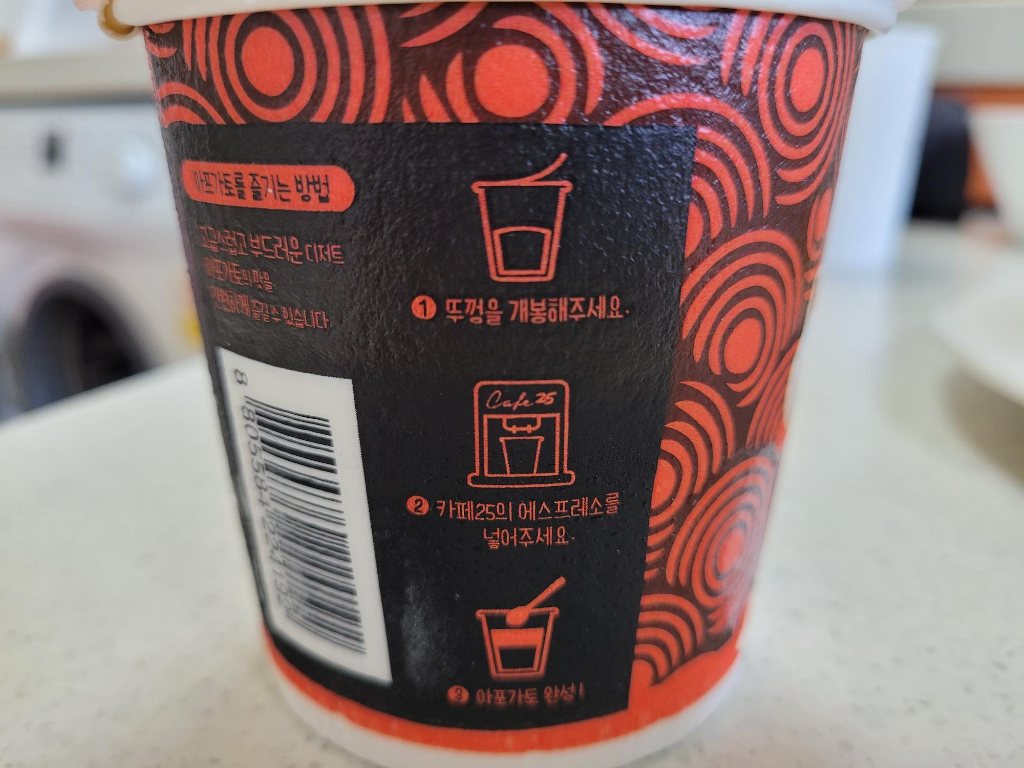 아포가토를 즐기는 방법
고급스럽고 부드러운 디저트
아포가토의 맛을
즐길 수 있습니다.
① 뚜껑을 개봉해주세요.
Cafe 25
② 카페25의 에스프레소를
넣어주세요.
③ 아포가토 완성!